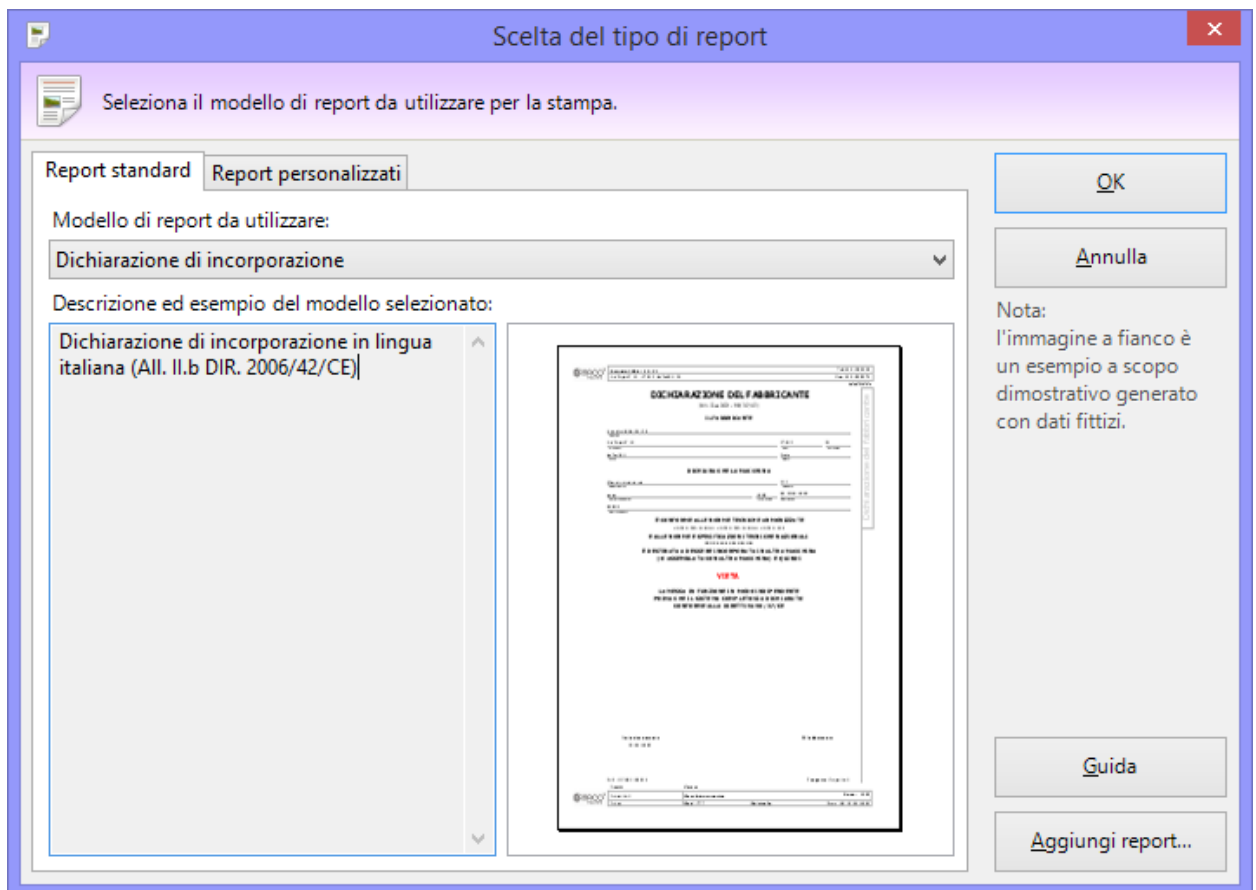 Scelta del tipo di report
Seleziona il modello di report da utilizzare per la stampa.
Report standard
Report personalizzati
Modello di report da utilizzare:
Dichiarazione di incorporazione
Descrizione ed esempio del modello selezionato:
Dichiarazione di incorporazione in lingua
italiana (All. II.b DIR. 2006/42/CE)
DICHIARAZIONE DEL FABBRICANTE
VIETA
OK
Annulla
Nota:
l'immagine a fianco è
un esempio a scopo
dimostrativo generato
con dati fittizi.
Guida
Aggiungi report...